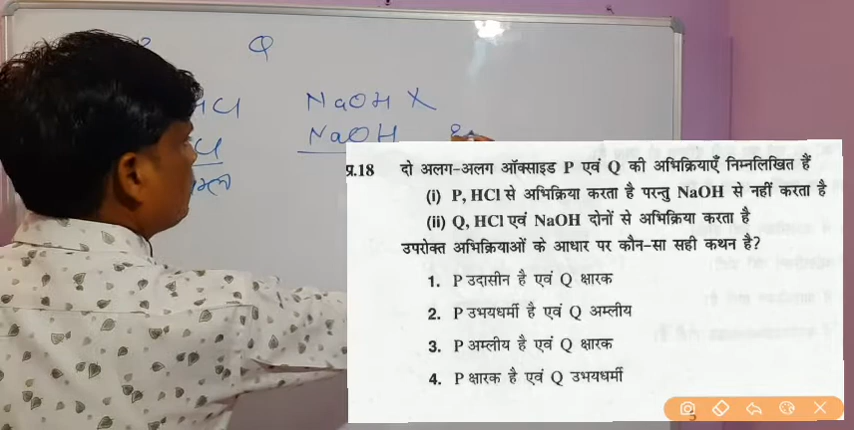 Q
NaOH X
NaOH
प्र.18 दो अलग-अलग ऑक्साइड P एवं Q की अभिक्रियाएँ निम्नलिखित हैं
(i) P, HCl से अभिक्रिया करता है परन्तु NaOH से नहीं करता है
(ii) Q, HCl एवं NaOH दोनों से अभिक्रिया करता है
उपरोक्त अभिक्रियाओं के आधार पर कौन-सा सही कथन है?
1. P उदासीन है एवं Q क्षारक
2. P उभयधर्मी है एवं Q अम्लीय
3. P अम्लीय है एवं Q क्षारक
4. P क्षारक है एवं Q उभयधर्मी